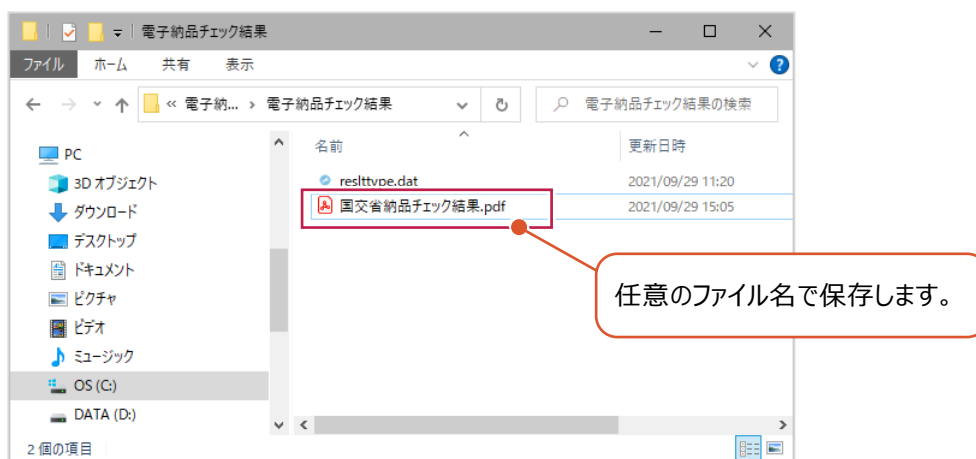 電子納品チェック結果
ファイル ホーム 共有 表示
« 電子納... › 電子納品チェック結果
電子納品チェック結果の検索
名前 更新日時
PC
3D オブジェクト
ダウンロード
デスクトップ
ドキュメント
ピクチャ
ビデオ
ミュージック
OS (C:)
DATA (D:)
reslttype.dat 2021/09/29 11:20
国交省納品チェック結果.pdf 2021/09/29 15:05
任意のファイル名で保存します。
2 個の項目